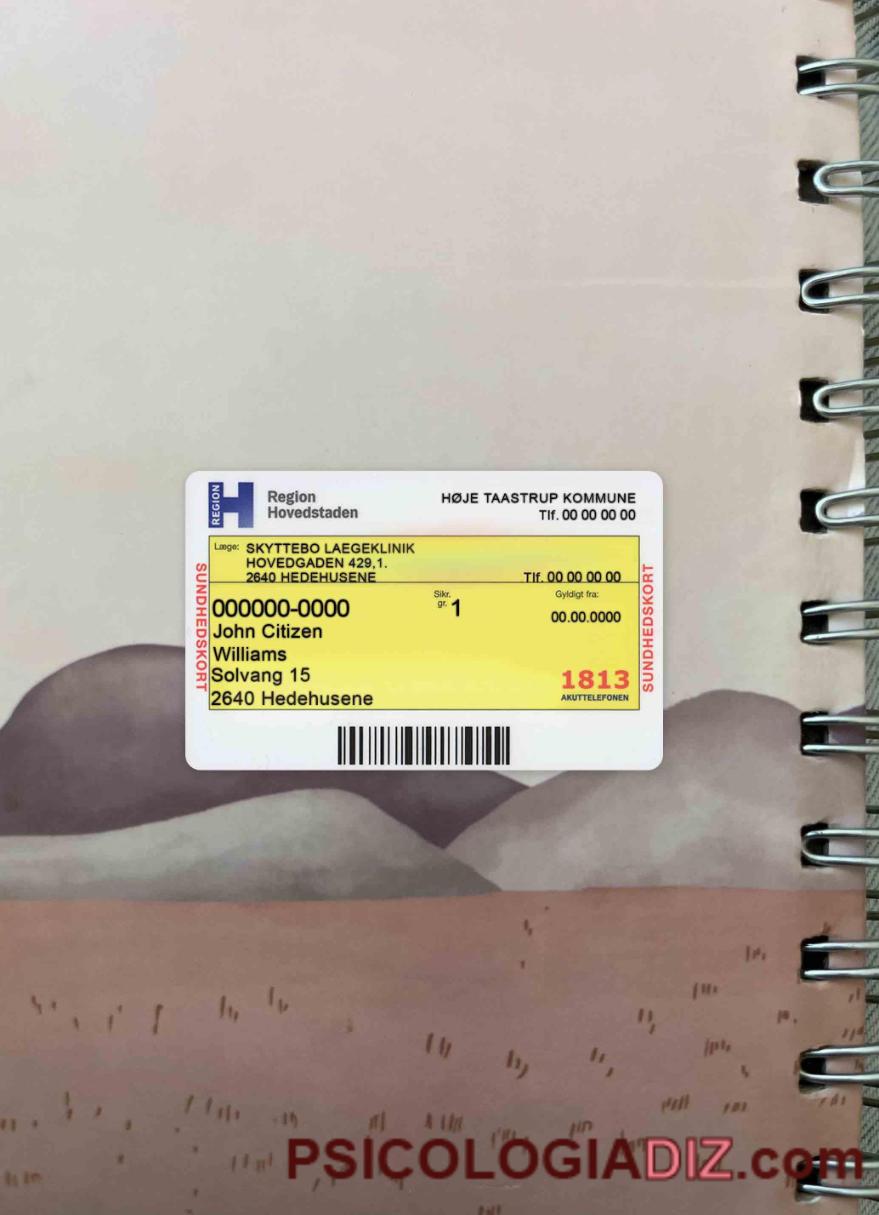 REGION
Region
Hovedstaden
HØJE TAASTRUP KOMMUNE
Tlf. 00 00 00 00
Læge: SKYTTEBO LAEGEKLINIK
HOVEDGADEN 429,1.
2640 HEDEHUSENE Tlf. 00 00 00 00
SUNDHEDSKORT
000000-0000
Sikr.
gr. 1
Gyldigt fra:
00.00.0000
John Citizen
Williams
Solvang 15
2640 Hedehusene
1813
AKUTTELEFONEN
SUNDHEDSKORT
PSICOLOGIADIZ.com